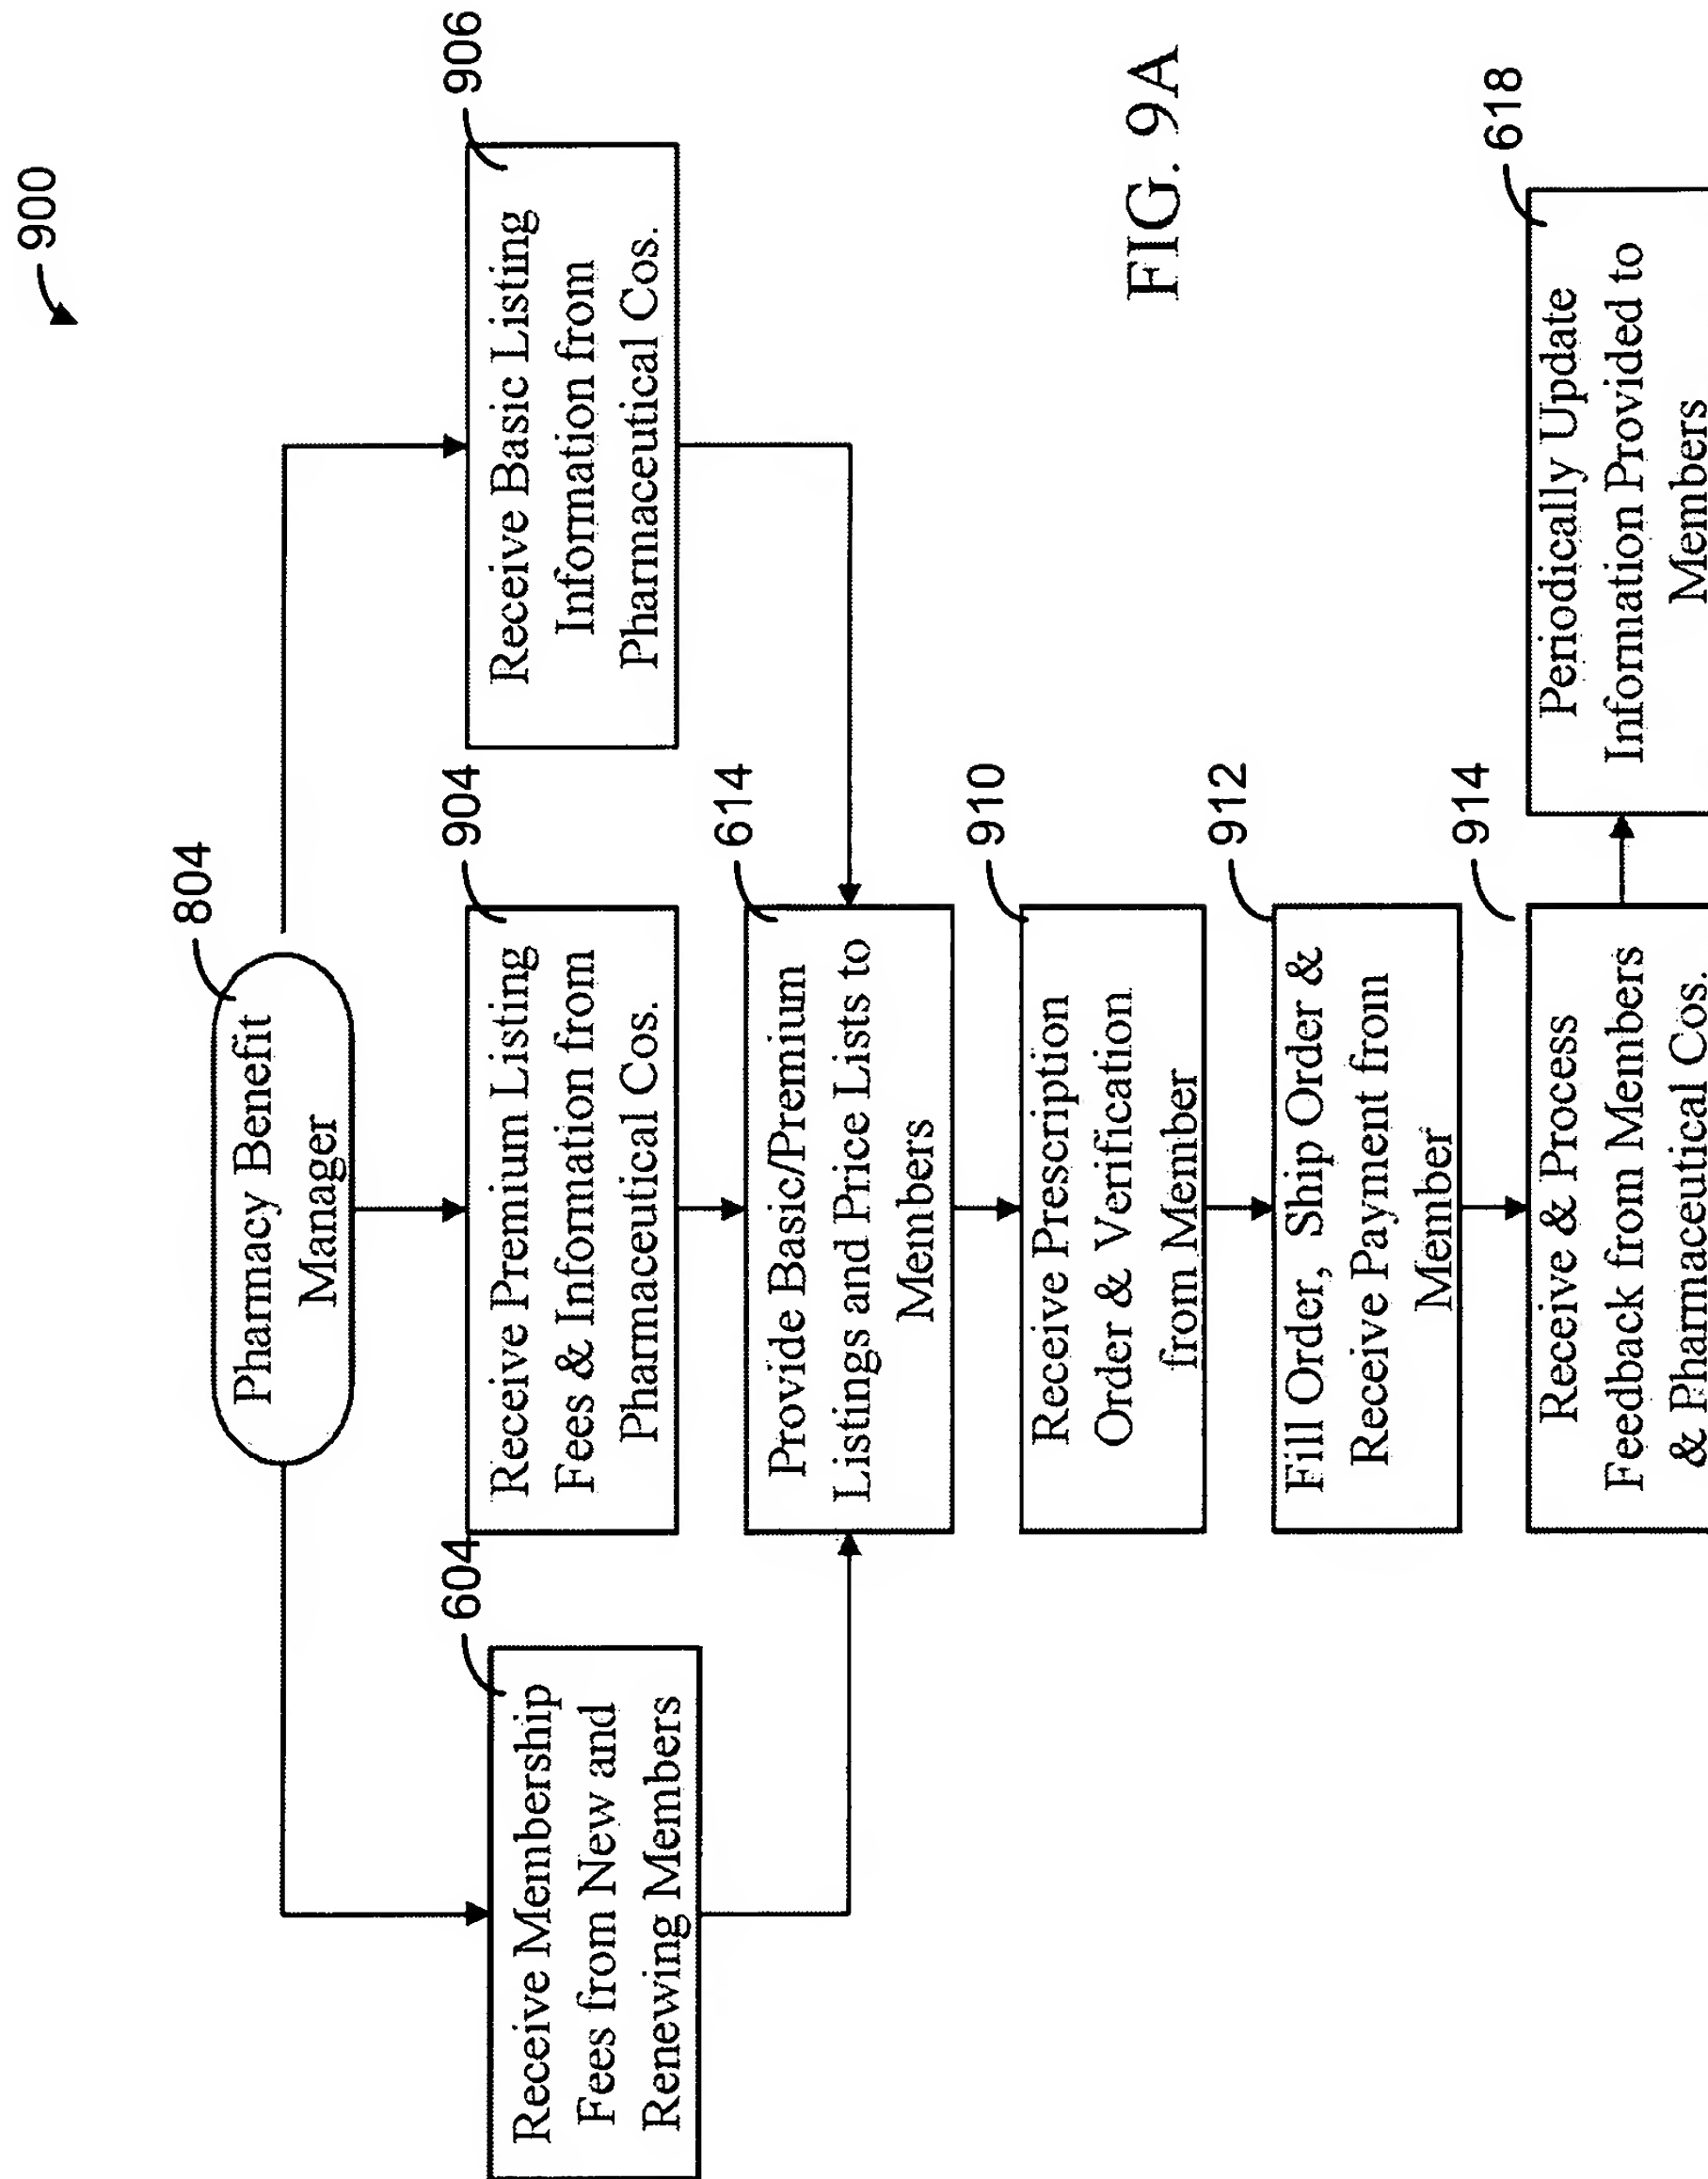 900
804
Pharmacy Benefit
Manager
604
Receive Membership
Fees from New and
Renewing Members
904
Receive Premium Listing
Fees & Information from
Pharmaceutical Cos.
906
Receive Basic Listing
Information from
Pharmaceutical Cos.
614
Provide Basic/Premium
Listings and Price Lists to
Members
910
Receive Prescription
Order & Verification
from Member
912
Fill Order, Ship Order &
Receive Payment from
Member
914
Receive & Process
Feedback from Members
& Pharmaceutical Cos.
618
Periodically Update
Information Provided to
Members
FIG. 9A